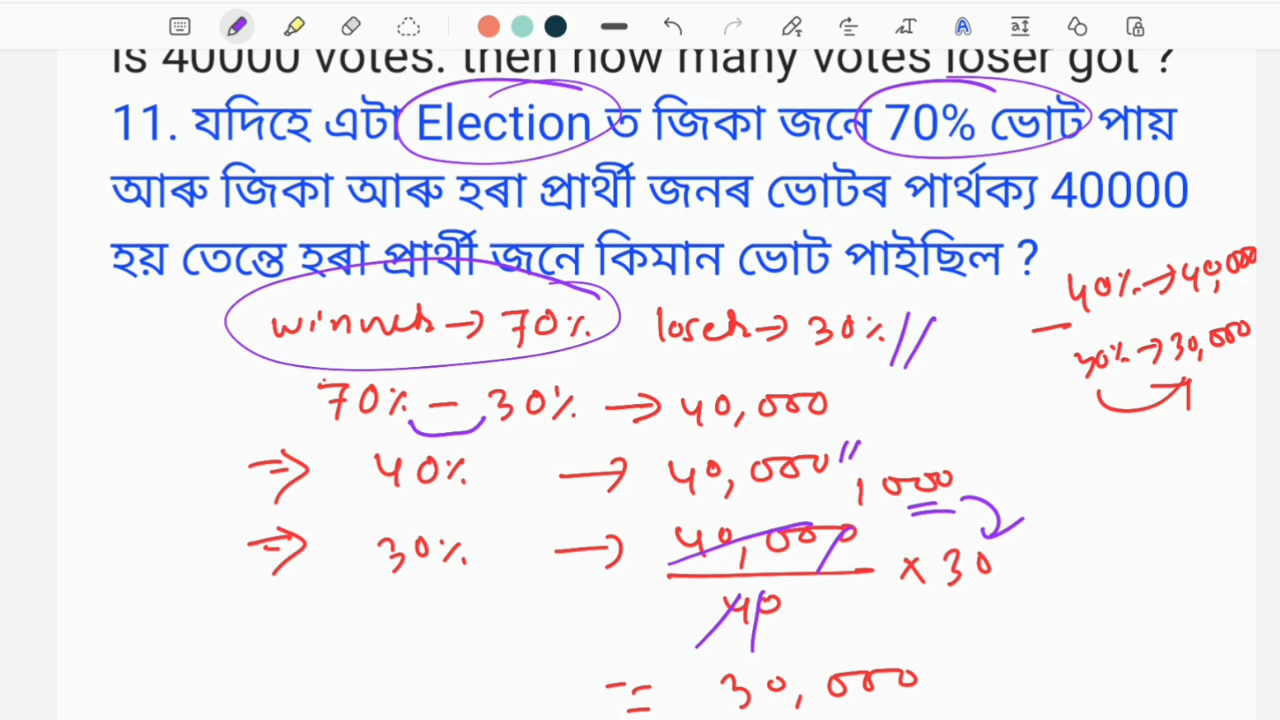 is 40000 votes. then how many votes loser got ?
11. যদিহে এটা Election ত জিকা জনে 70% ভোট পায়
আৰু জিকা আৰু হৰা প্ৰাৰ্থী জনৰ ভোটৰ পাৰ্থক্য 40000
হয় তেন্তে হৰা প্ৰাৰ্থী জনে কিমান ভোট পাইছিল ?
winner → 70% loser → 30%
40% → 40,000
30% → 30,000
70% - 30% → 40,000
⇒ 40% → 40,000
1000
⇒ 30% → 40,000 / 40 × 30
= 30,000